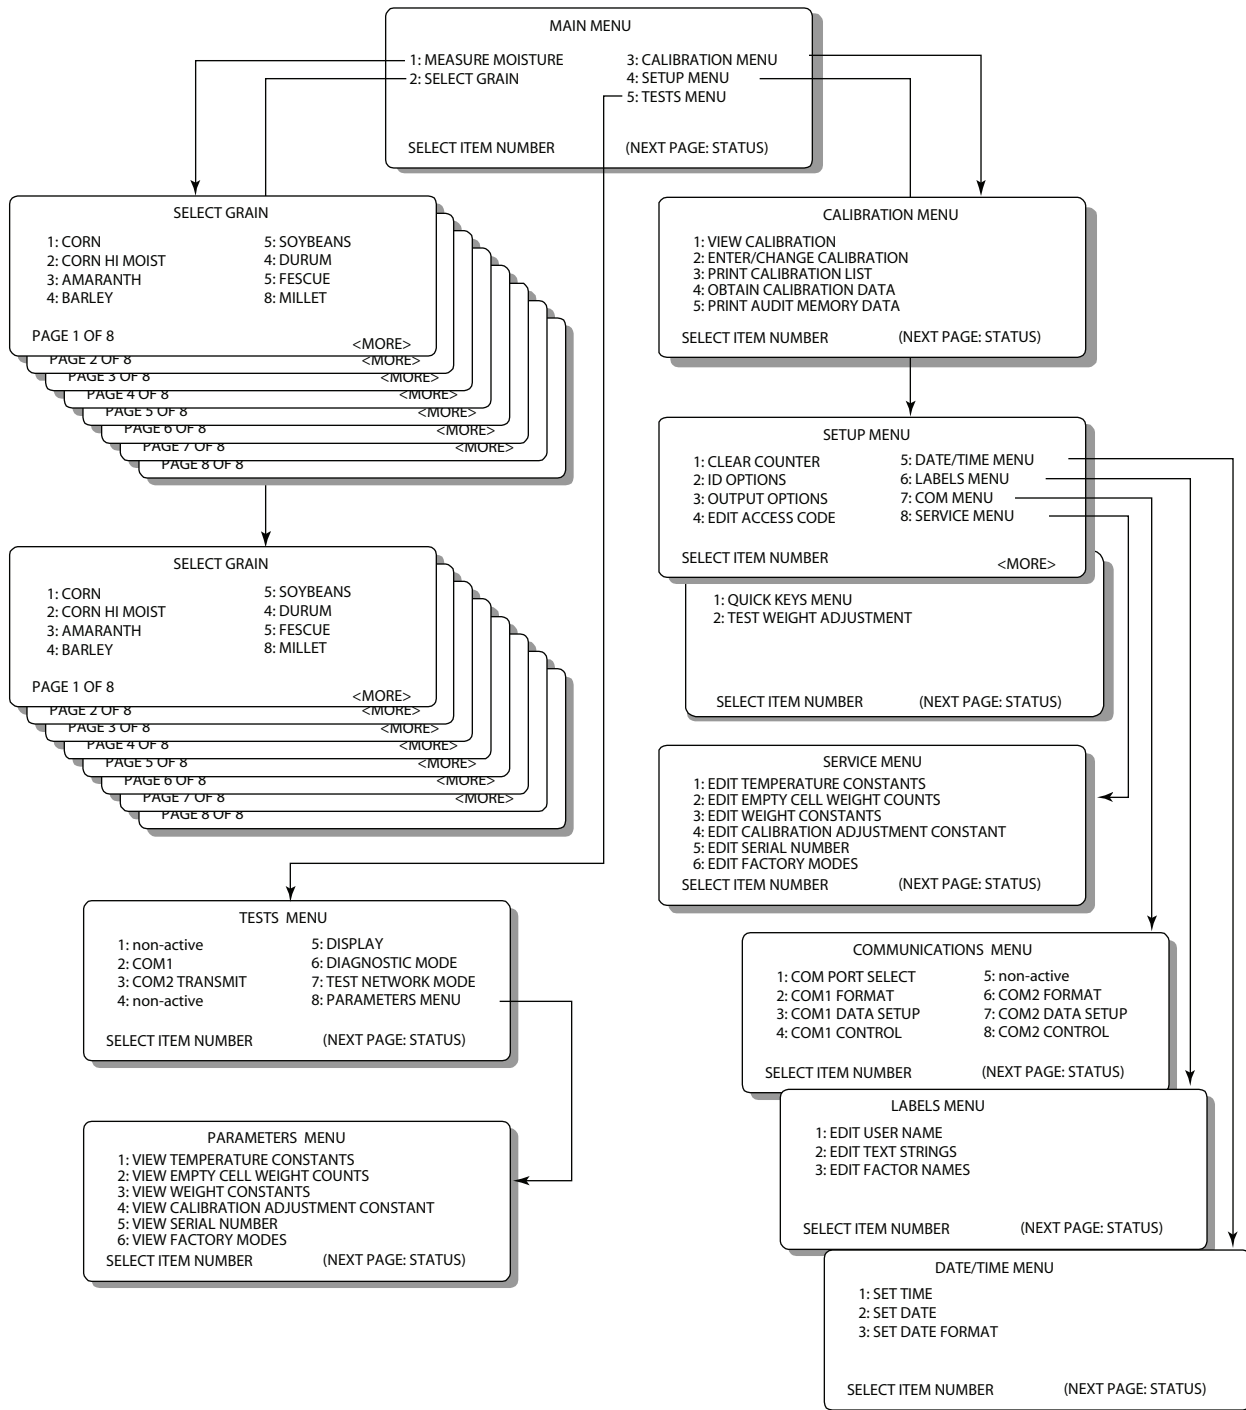 MAIN MENU
1: MEASURE MOISTURE
2: SELECT GRAIN
3: CALIBRATION MENU
4: SETUP MENU
5: TESTS MENU
SELECT ITEM NUMBER (NEXT PAGE: STATUS)
SELECT GRAIN
1: CORN
2: CORN HI MOIST
3: AMARANTH
4: BARLEY
5: SOYBEANS
4: DURUM
5: FESCUE
8: MILLET
PAGE 1 OF 8 <MORE>
PAGE 2 OF 8 <MORE>
PAGE 3 OF 8 <MORE>
PAGE 4 OF 8 <MORE>
PAGE 5 OF 8 <MORE>
PAGE 6 OF 8 <MORE>
PAGE 7 OF 8 <MORE>
PAGE 8 OF 8
SELECT GRAIN
1: CORN
2: CORN HI MOIST
3: AMARANTH
4: BARLEY
5: SOYBEANS
4: DURUM
5: FESCUE
8: MILLET
PAGE 1 OF 8 <MORE>
PAGE 2 OF 8 <MORE>
PAGE 3 OF 8 <MORE>
PAGE 4 OF 8 <MORE>
PAGE 5 OF 8 <MORE>
PAGE 6 OF 8 <MORE>
PAGE 7 OF 8 <MORE>
PAGE 8 OF 8
TESTS MENU
1: non-active
2: COM1
3: COM2 TRANSMIT
4: non-active
5: DISPLAY
6: DIAGNOSTIC MODE
7: TEST NETWORK MODE
8: PARAMETERS MENU
SELECT ITEM NUMBER (NEXT PAGE: STATUS)
PARAMETERS MENU
1: VIEW TEMPERATURE CONSTANTS
2: VIEW EMPTY CELL WEIGHT COUNTS
3: VIEW WEIGHT CONSTANTS
4: VIEW CALIBRATION ADJUSTMENT CONSTANT
5: VIEW SERIAL NUMBER
6: VIEW FACTORY MODES
SELECT ITEM NUMBER (NEXT PAGE: STATUS)
CALIBRATION MENU
1: VIEW CALIBRATION
2: ENTER/CHANGE CALIBRATION
3: PRINT CALIBRATION LIST
4: OBTAIN CALIBRATION DATA
5: PRINT AUDIT MEMORY DATA
SELECT ITEM NUMBER (NEXT PAGE: STATUS)
SETUP MENU
1: CLEAR COUNTER
2: ID OPTIONS
3: OUTPUT OPTIONS
4: EDIT ACCESS CODE
5: DATE/TIME MENU
6: LABELS MENU
7: COM MENU
8: SERVICE MENU
SELECT ITEM NUMBER <MORE>
1: QUICK KEYS MENU
2: TEST WEIGHT ADJUSTMENT
SELECT ITEM NUMBER (NEXT PAGE: STATUS)
SERVICE MENU
1: EDIT TEMPERATURE CONSTANTS
2: EDIT EMPTY CELL WEIGHT COUNTS
3: EDIT WEIGHT CONSTANTS
4: EDIT CALIBRATION ADJUSTMENT CONSTANT
5: EDIT SERIAL NUMBER
6: EDIT FACTORY MODES
SELECT ITEM NUMBER (NEXT PAGE: STATUS)
COMMUNICATIONS MENU
1: COM PORT SELECT
2: COM1 FORMAT
3: COM1 DATA SETUP
4: COM1 CONTROL
5: non-active
6: COM2 FORMAT
7: COM2 DATA SETUP
8: COM2 CONTROL
SELECT ITEM NUMBER (NEXT PAGE: STATUS)
LABELS MENU
1: EDIT USER NAME
2: EDIT TEXT STRINGS
3: EDIT FACTOR NAMES
SELECT ITEM NUMBER (NEXT PAGE: STATUS)
DATE/TIME MENU
1: SET TIME
2: SET DATE
3: SET DATE FORMAT
SELECT ITEM NUMBER (NEXT PAGE: STATUS)